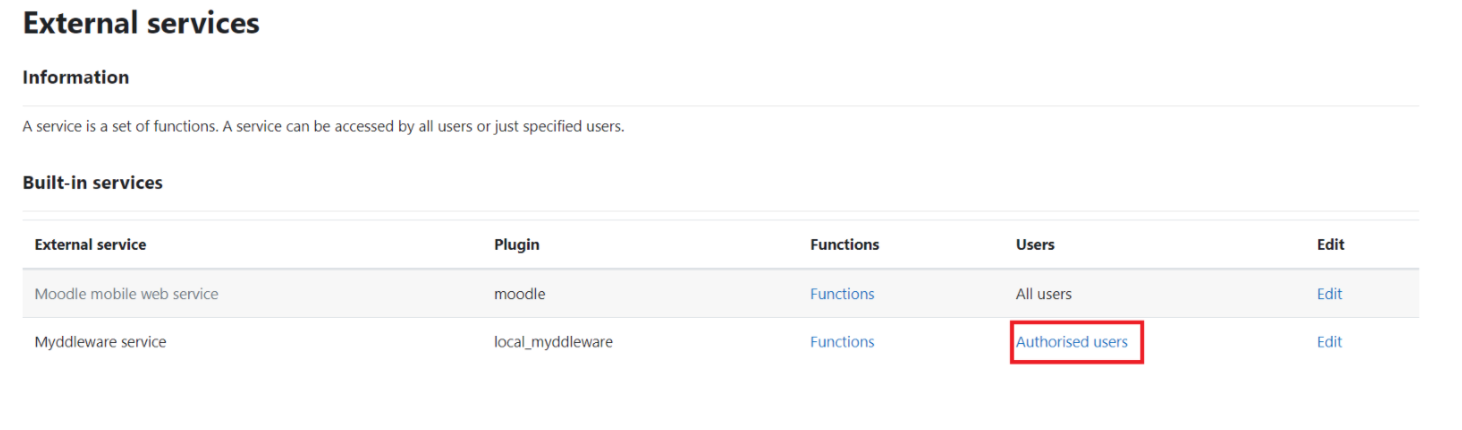 External services
Information
A service is a set of functions. A service can be accessed by all users or just specified users.
Built-in services
External service Plugin Functions Users Edit
Moodle mobile web service moodle Functions All users Edit
Myddleware service local_myddleware Functions Authorised users Edit